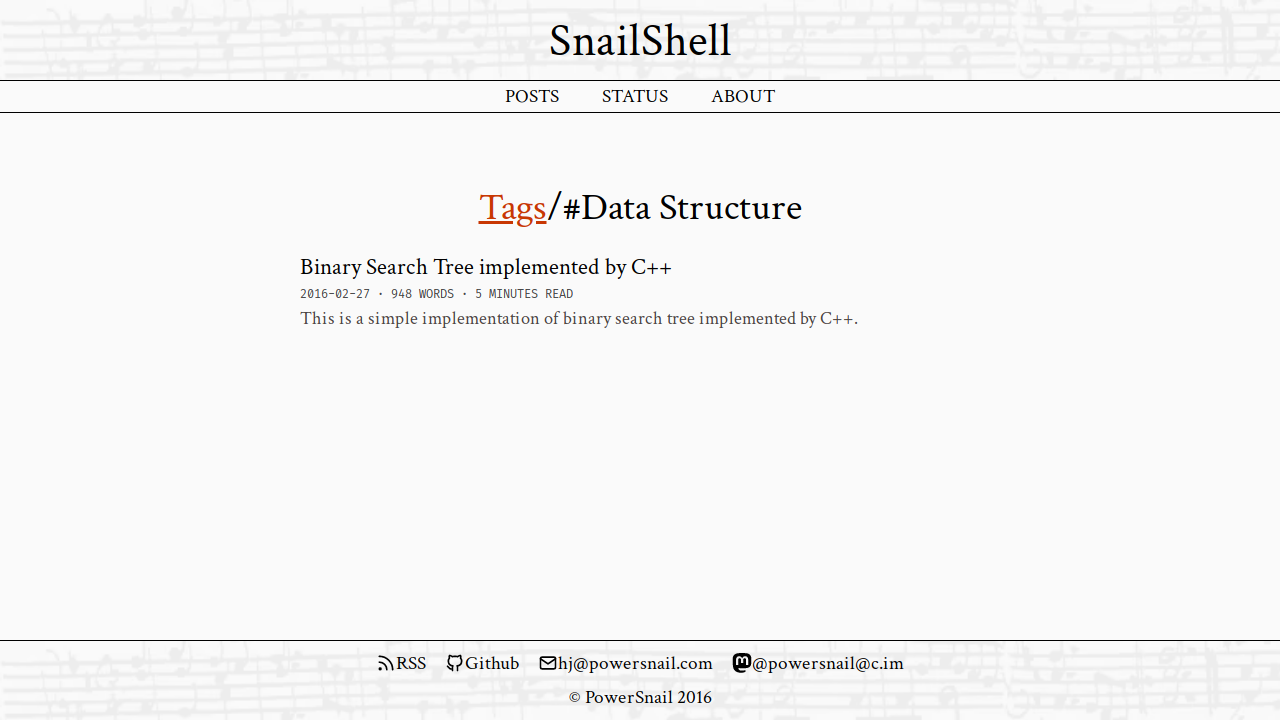 SnailShell
POSTS STATUS ABOUT
Tags/#Data Structure
Binary Search Tree implemented by C++
2016-02-27 · 948 WORDS · 5 MINUTES READ
This is a simple implementation of binary search tree implemented by C++.
RSS Github hj@powersnail.com @powersnail@c.im
© PowerSnail 2016